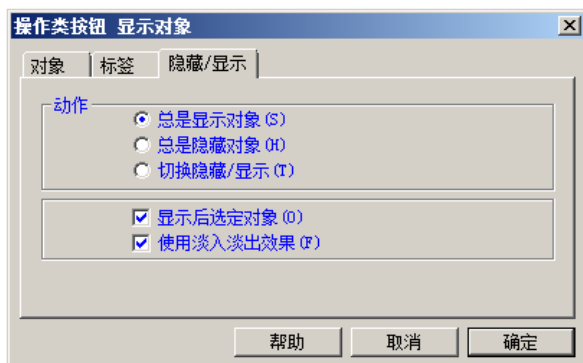 操作类按钮 显示对象
对象 标签 隐藏/显示
动作
总是显示对象(S)
总是隐藏对象(H)
切换隐藏/显示(T)
显示后选定对象(O)
使用淡入淡出效果(F)
帮助 取消 确定